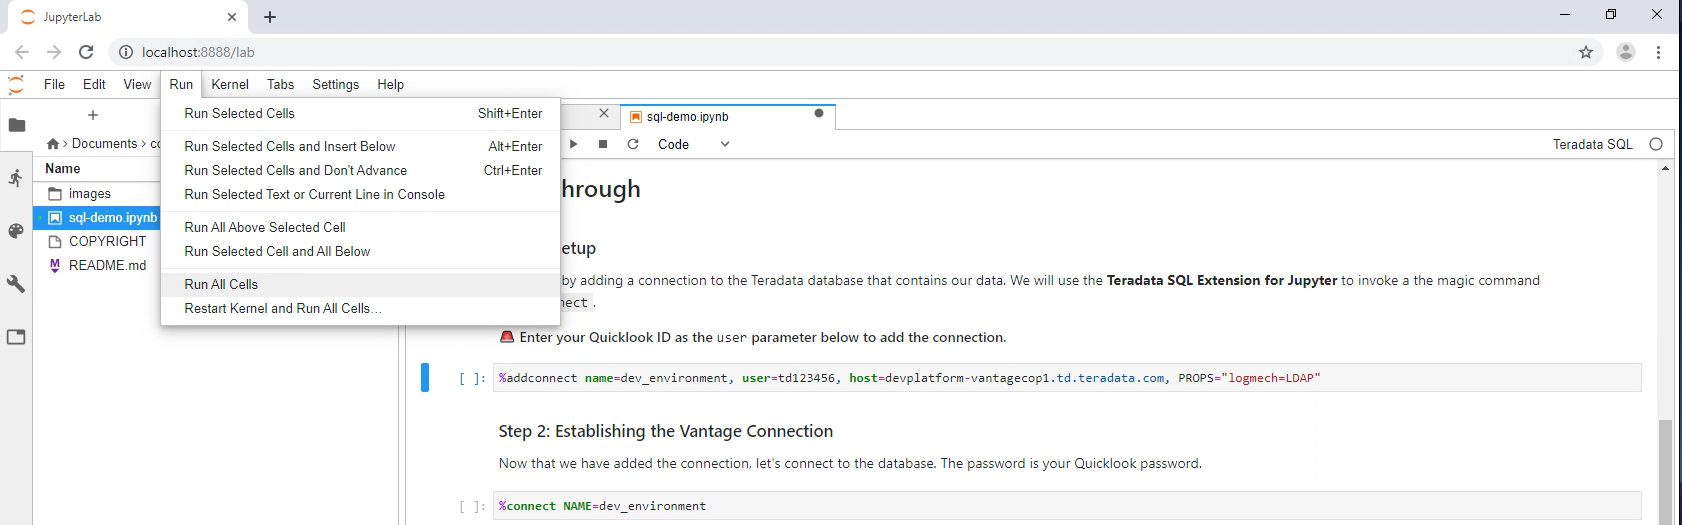 JupyterLab
localhost:8888/lab
File Edit View Run Kernel Tabs Settings Help
Run Selected Cells Shift+Enter
Run Selected Cells and Insert Below Alt+Enter
Run Selected Cells and Don't Advance Ctrl+Enter
Run Selected Text or Current Line in Console
Run All Above Selected Cell
Run Selected Cell and All Below
Run All Cells
Restart Kernel and Run All Cells…
Documents
Name
images
sql-demo.ipynb
COPYRIGHT
README.md
sql-demo.ipynb
Code
Teradata SQL
hrough
etup
by adding a connection to the Teradata database that contains our data. We will use the Teradata SQL Extension for Jupyter to invoke a the magic command
nect .
Enter your Quicklook ID as the user parameter below to add the connection.
[ ]: %addconnect name=dev_environment, user=td123456, host=devplatform-vantagecop1.td.teradata.com, PROPS="logmech=LDAP"
Step 2: Establishing the Vantage Connection
Now that we have added the connection, let's connect to the database. The password is your Quicklook password.
[ ]: %connect NAME=dev_environment